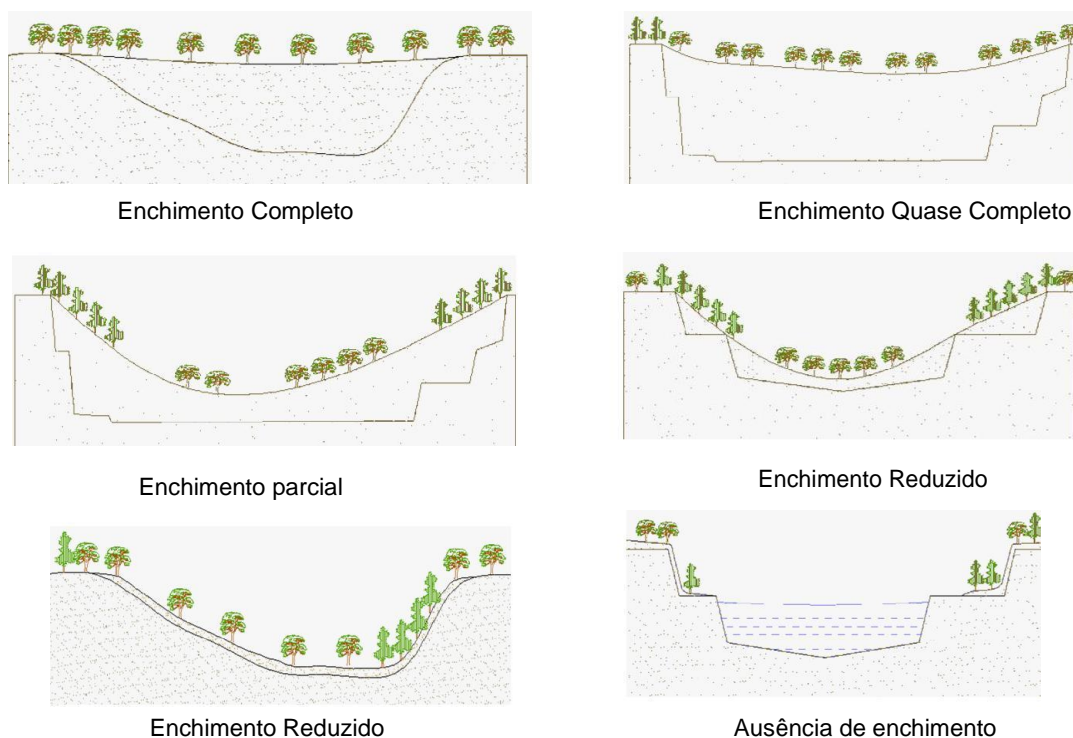 Enchimento Completo
Enchimento Quase Completo
Enchimento parcial
Enchimento Reduzido
Enchimento Reduzido
Ausência de enchimento